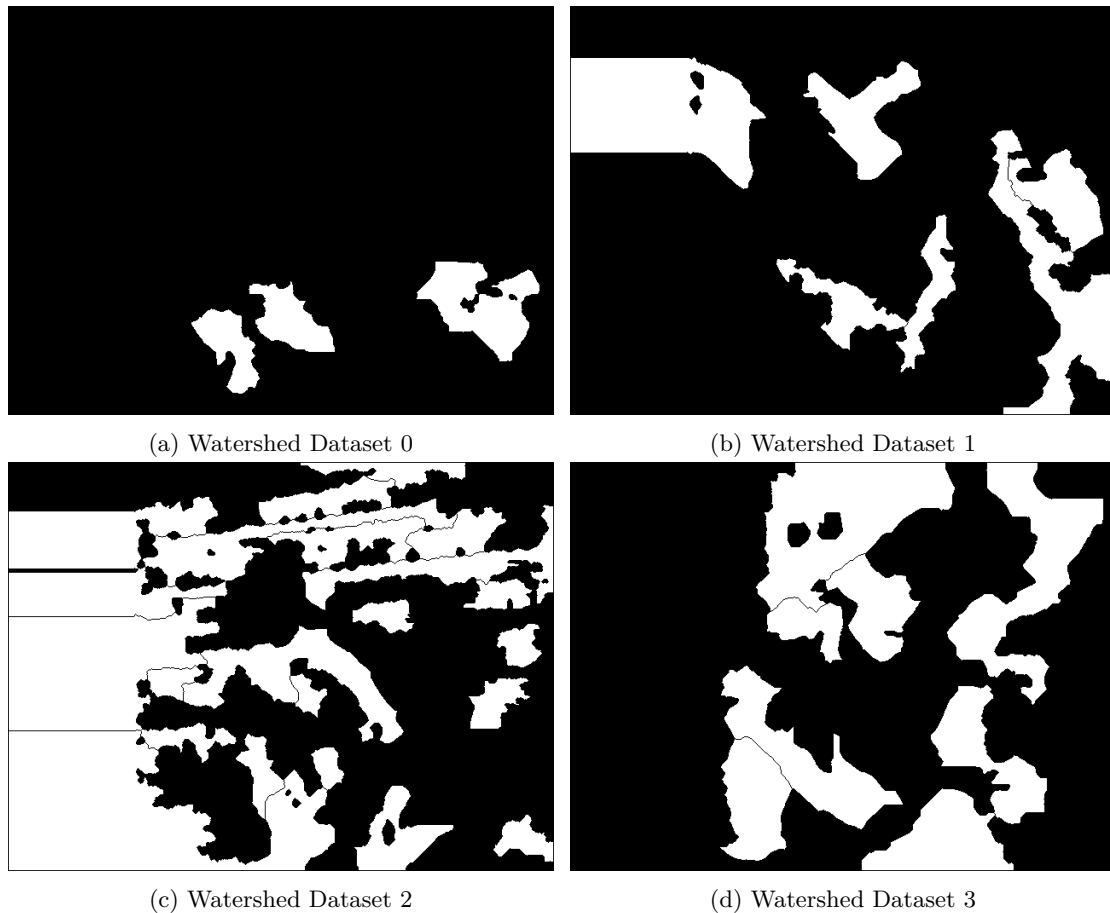 (a) Watershed Dataset 0
(b) Watershed Dataset 1
(c) Watershed Dataset 2
(d) Watershed Dataset 3